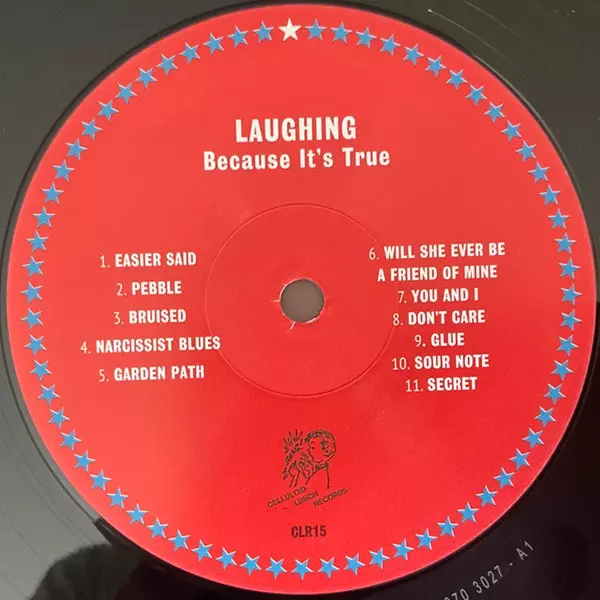 LAUGHING
Because It's True
1. EASIER SAID
2. PEBBLE
3. BRUISED
4. NARCISSIST BLUES
5. GARDEN PATH
6. WILL SHE EVER BE
A FRIEND OF MINE
7. YOU AND I
8. DON'T CARE
9. GLUE
10. SOUR NOTE
11. SECRET
CELLULOID
LUNCH RECORDS
CLR15
3027 - A1